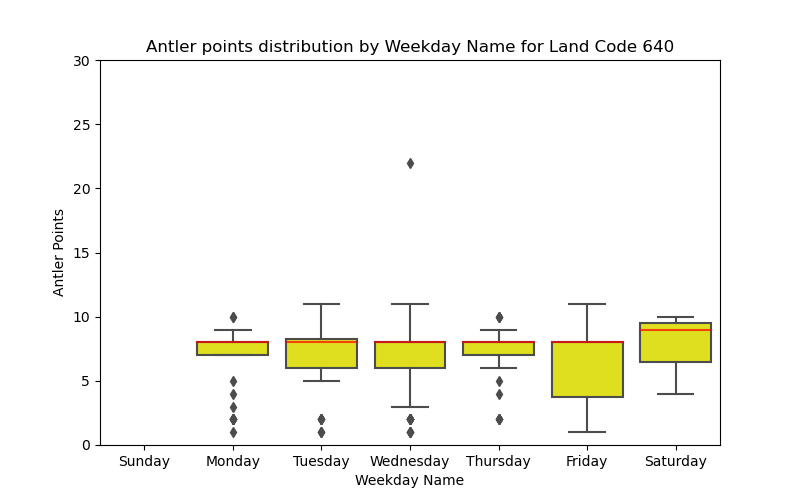 Antler points distribution by Weekday Name for Land Code 640
Antler Points
30
25
20
15
10
5
0
Sunday Monday Tuesday Wednesday Thursday Friday Saturday
Weekday Name